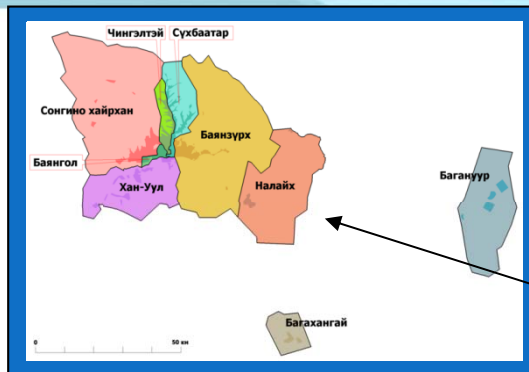 Чингэлтэй Сүхбаатар
Сонгино хайрхан
Баянзүрх
Баянгол
Хан-Уул
Налайх
Багануур
Багахангай
0 50 км